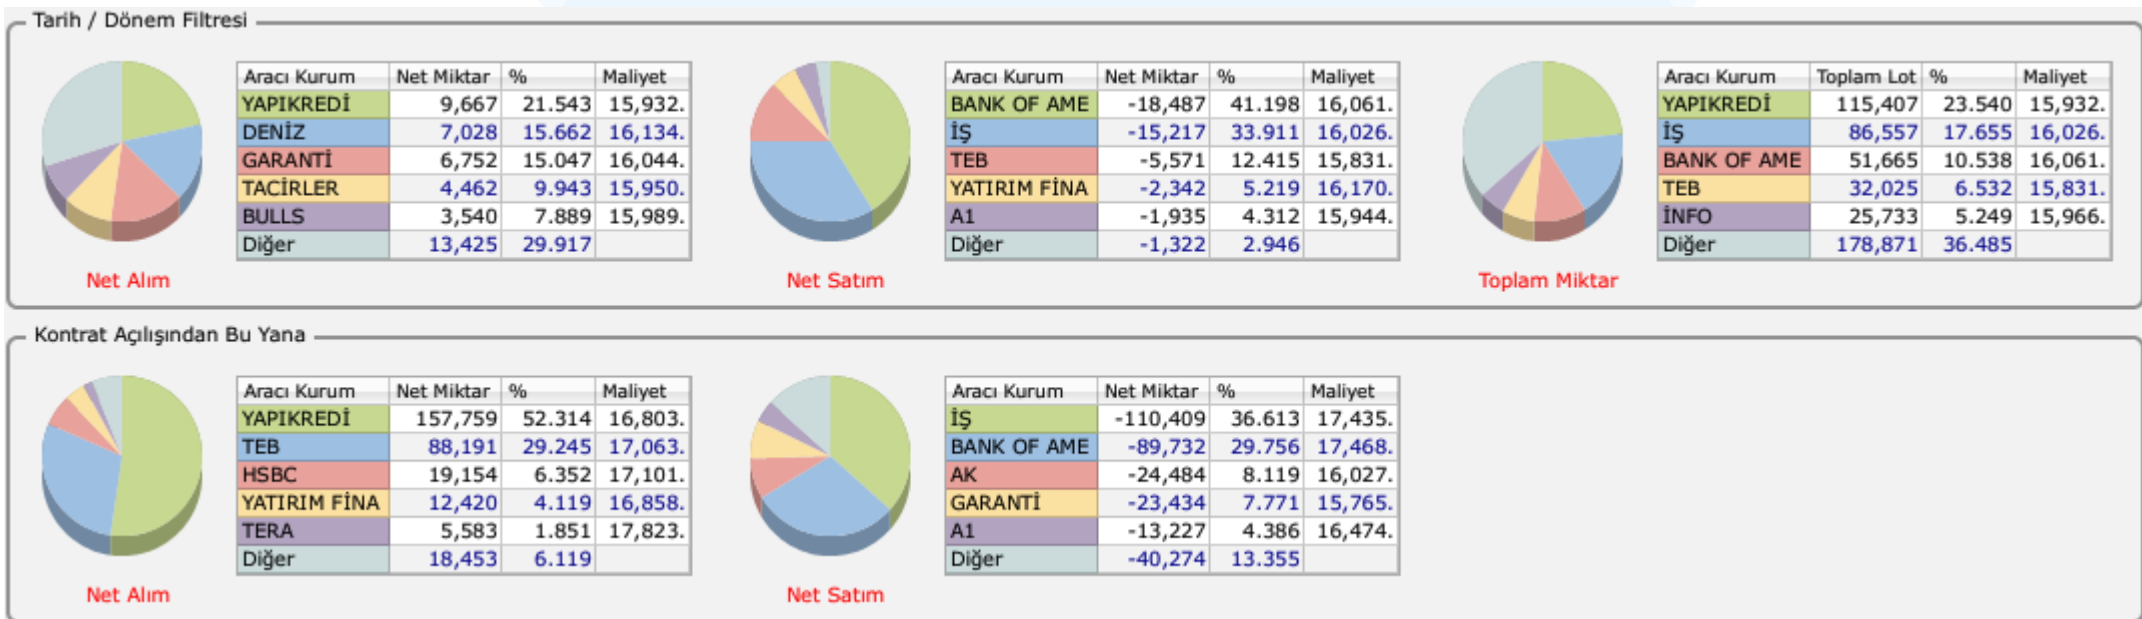 Tarih / Dönem Filtresi
Aracı Kurum Net Miktar % Maliyet
YAPIKREDİ 9,667 21.543 15,932.
DENİZ 7,028 15.662 16,134.
GARANTİ 6,752 15.047 16,044.
TACİRLER 4,462 9.943 15,950.
BULLS 3,540 7.889 15,989.
Diğer 13,425 29.917
Net Alım
Aracı Kurum Net Miktar % Maliyet
BANK OF AME -18,487 41.198 16,061.
İŞ -15,217 33.911 16,026.
TEB -5,571 12.415 15,831.
YATIRIM FİNA -2,342 5.219 16,170.
A1 -1,935 4.312 15,944.
Diğer -1,322 2.946
Net Satım
Aracı Kurum Toplam Lot % Maliyet
YAPIKREDİ 115,407 23.540 15,932.
İŞ 86,557 17.655 16,026.
BANK OF AME 51,665 10.538 16,061.
TEB 32,025 6.532 15,831.
İNFO 25,733 5.249 15,966.
Diğer 178,871 36.485
Toplam Miktar
Kontrat Açılışından Bu Yana
Aracı Kurum Net Miktar % Maliyet
YAPIKREDİ 157,759 52.314 16,803.
TEB 88,191 29.245 17,063.
HSBC 19,154 6.352 17,101.
YATIRIM FİNA 12,420 4.119 16,858.
TERA 5,583 1.851 17,823.
Diğer 18,453 6.119
Net Alım
Aracı Kurum Net Miktar % Maliyet
İŞ -110,409 36.613 17,435.
BANK OF AME -89,732 29.756 17,468.
AK -24,484 8.119 16,027.
GARANTİ -23,434 7.771 15,765.
A1 -13,227 4.386 16,474.
Diğer -40,274 13.355
Net Satım